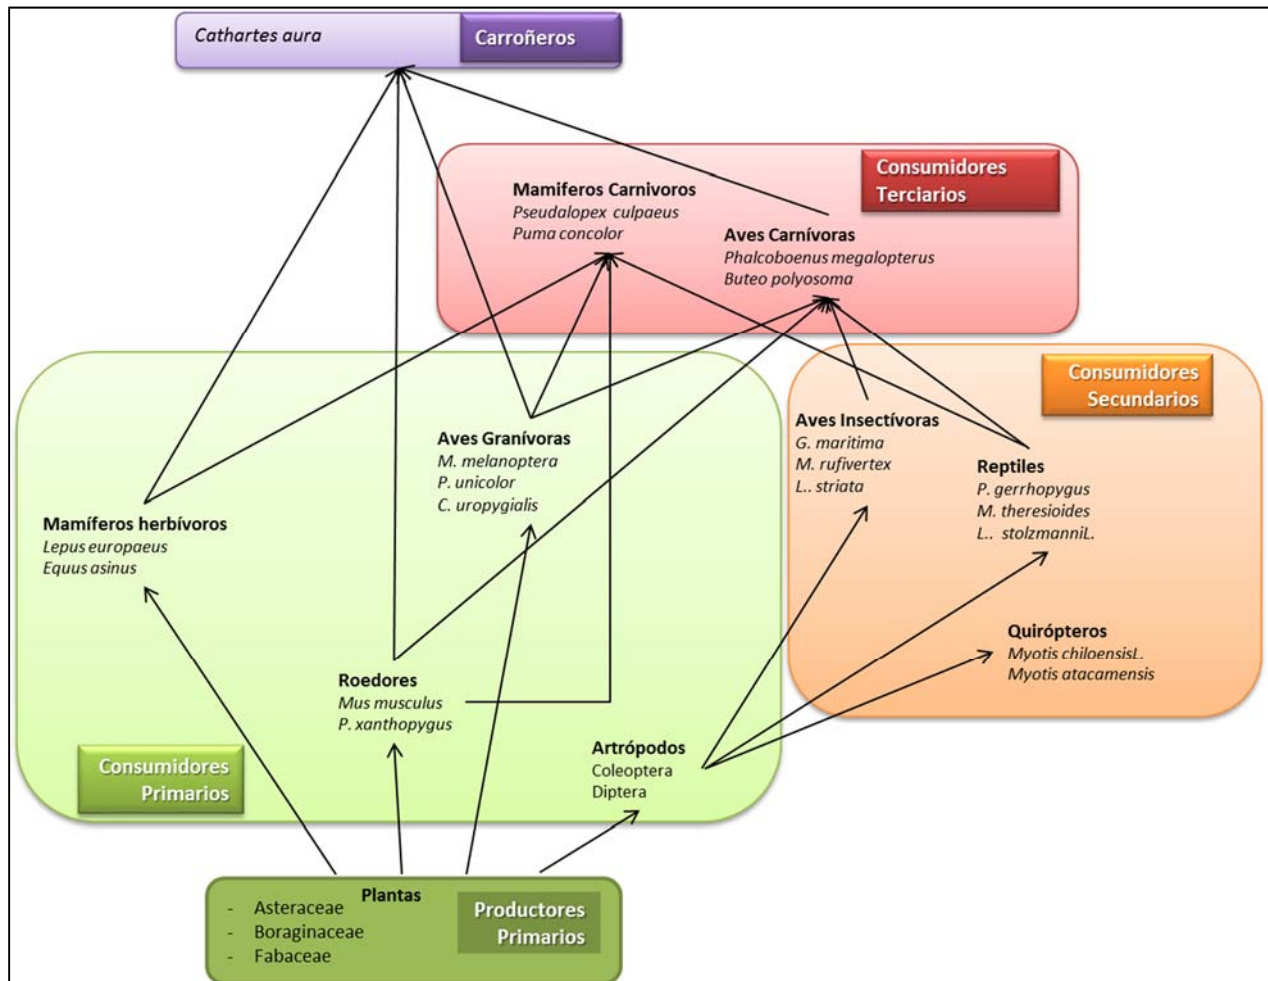 Cathartes aura
Carroñeros
Consumidores
Terciarios
Mamiferos Carnivoros
Pseudalopex culpaeus
Puma concolor
Aves Carnívoras
Phalcoboenus megalopterus
Buteo polyosoma
Consumidores
Secundarios
Aves Insectívoras
G. maritima
M. rufivertex
L.. striata
Reptiles
P. gerrhopygus
M. theresioides
L.. stolzmanniL.
Quirópteros
Myotis chiloensisL.
Myotis atacamensis
Aves Granívoras
M. melanoptera
P. unicolor
C. uropygialis
Mamíferos herbívoros
Lepus europaeus
Equus asinus
Roedores
Mus musculus
P. xanthopygus
Artrópodos
Coleoptera
Diptera
Consumidores
Primarios
Plantas
- Asteraceae
- Boraginaceae
- Fabaceae
Productores
Primarios